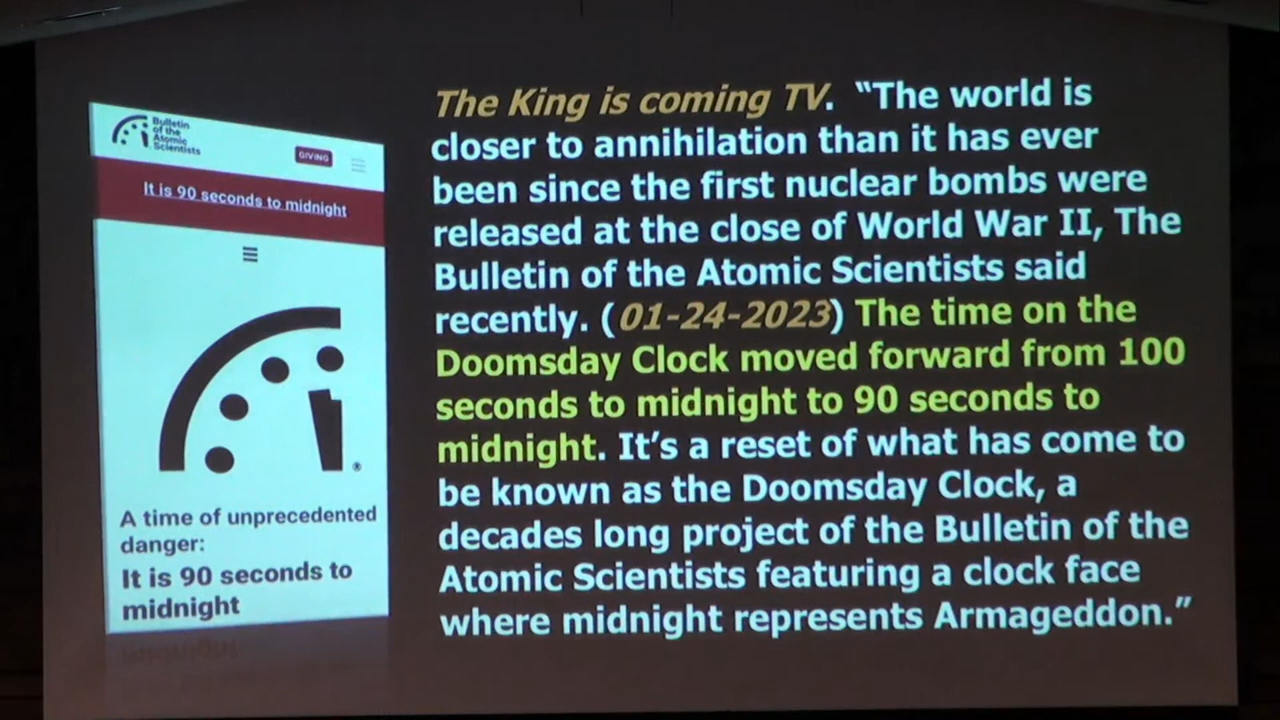 Bulletin
of the
Atomic
Scientists
GIVING
It is 90 seconds to midnight
A time of unprecedented
danger:
It is 90 seconds to
midnight
The King is coming TV. “The world is
closer to annihilation than it has ever
been since the first nuclear bombs were
released at the close of World War II, The
Bulletin of the Atomic Scientists said
recently. (01-24-2023) The time on the
Doomsday Clock moved forward from 100
seconds to midnight to 90 seconds to
midnight. It’s a reset of what has come to
be known as the Doomsday Clock, a
decades long project of the Bulletin of the
Atomic Scientists featuring a clock face
where midnight represents Armageddon.”